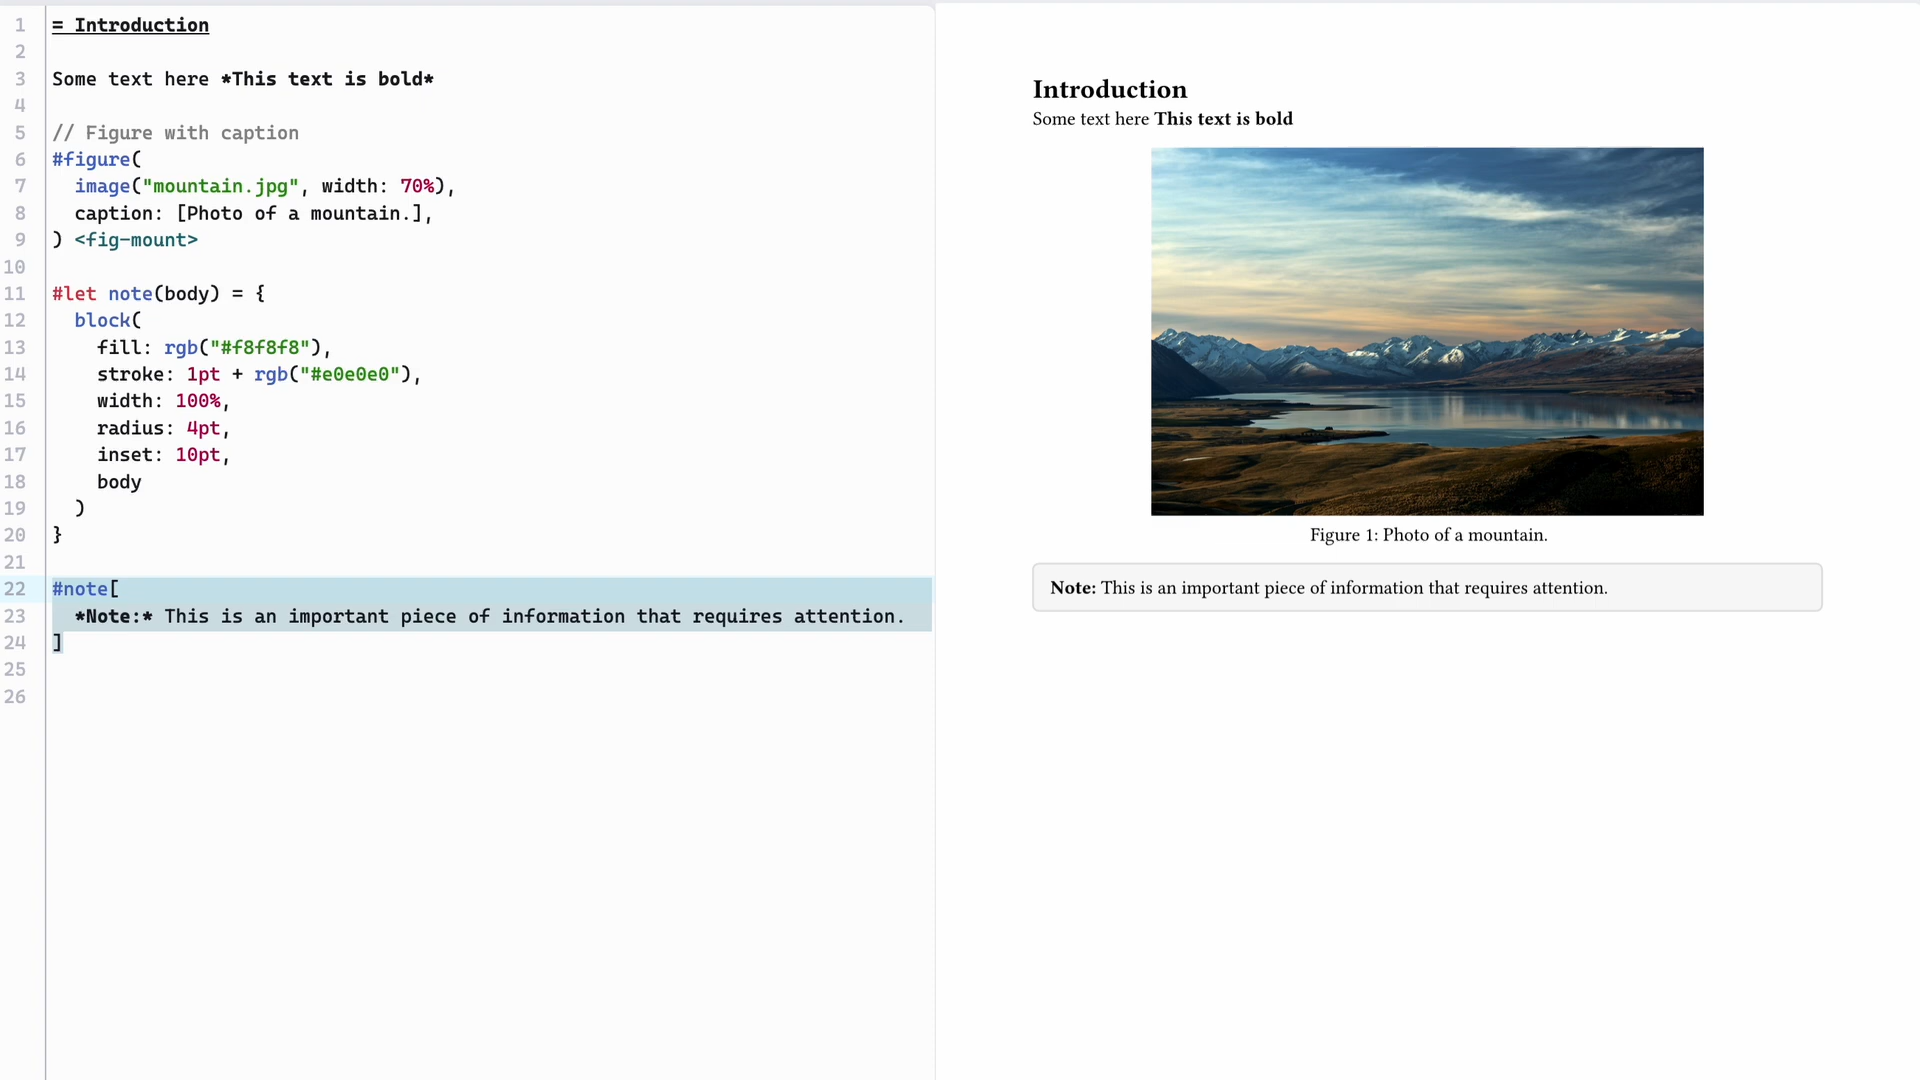 1 = Introduction
2
3 Some text here *This text is bold*
4
5 // Figure with caption
6 #figure(
7   image("mountain.jpg", width: 70%),
8   caption: [Photo of a mountain.],
9 ) <fig-mount>
10
11 #let note(body) = {
12   block(
13     fill: rgb("#f8f8f8"),
14     stroke: 1pt + rgb("#e0e0e0"),
15     width: 100%,
16     radius: 4pt,
17     inset: 10pt,
18     body
19   )
20 }
21
22 #note[
23   *Note:* This is an important piece of information that requires attention.
24 ]
25
26
Introduction
Some text here This text is bold
Figure 1: Photo of a mountain.
Note: This is an important piece of information that requires attention.